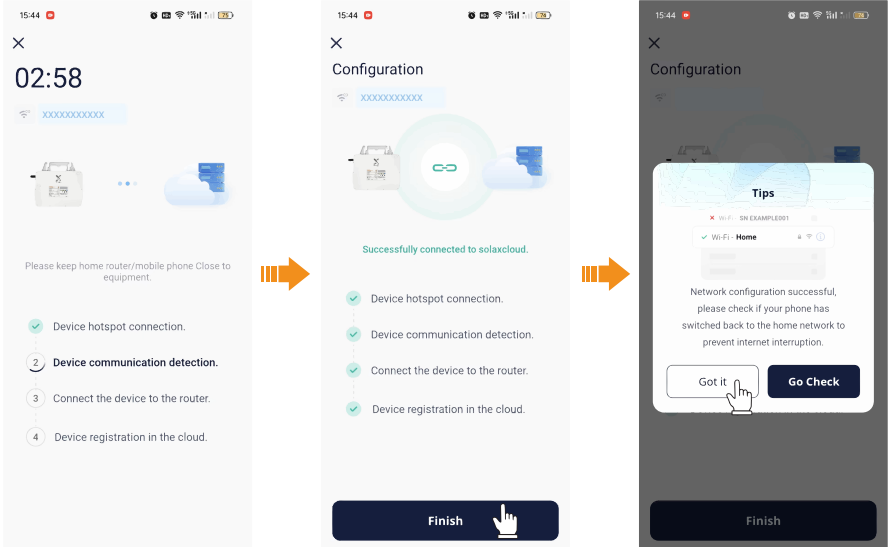 15:44
75
02:58
XXXXXXXXXXX
Please keep home router/mobile phone Close to
equipment.
Device hotspot connection.
2 Device communication detection.
3 Connect the device to the router.
4 Device registration in the cloud.
15:44
76
Configuration
XXXXXXXXXXX
Successfully connected to solaxcloud.
Device hotspot connection.
Device communication detection.
Connect the device to the router.
Device registration in the cloud.
Finish
15:44
76
Configuration
Tips
Wi-Fi - SN EXAMPLE001
Wi-Fi - Home
Network configuration successful,
please check if your phone has
switched back to the home network to
prevent internet interruption.
Got it
Go Check
Finish